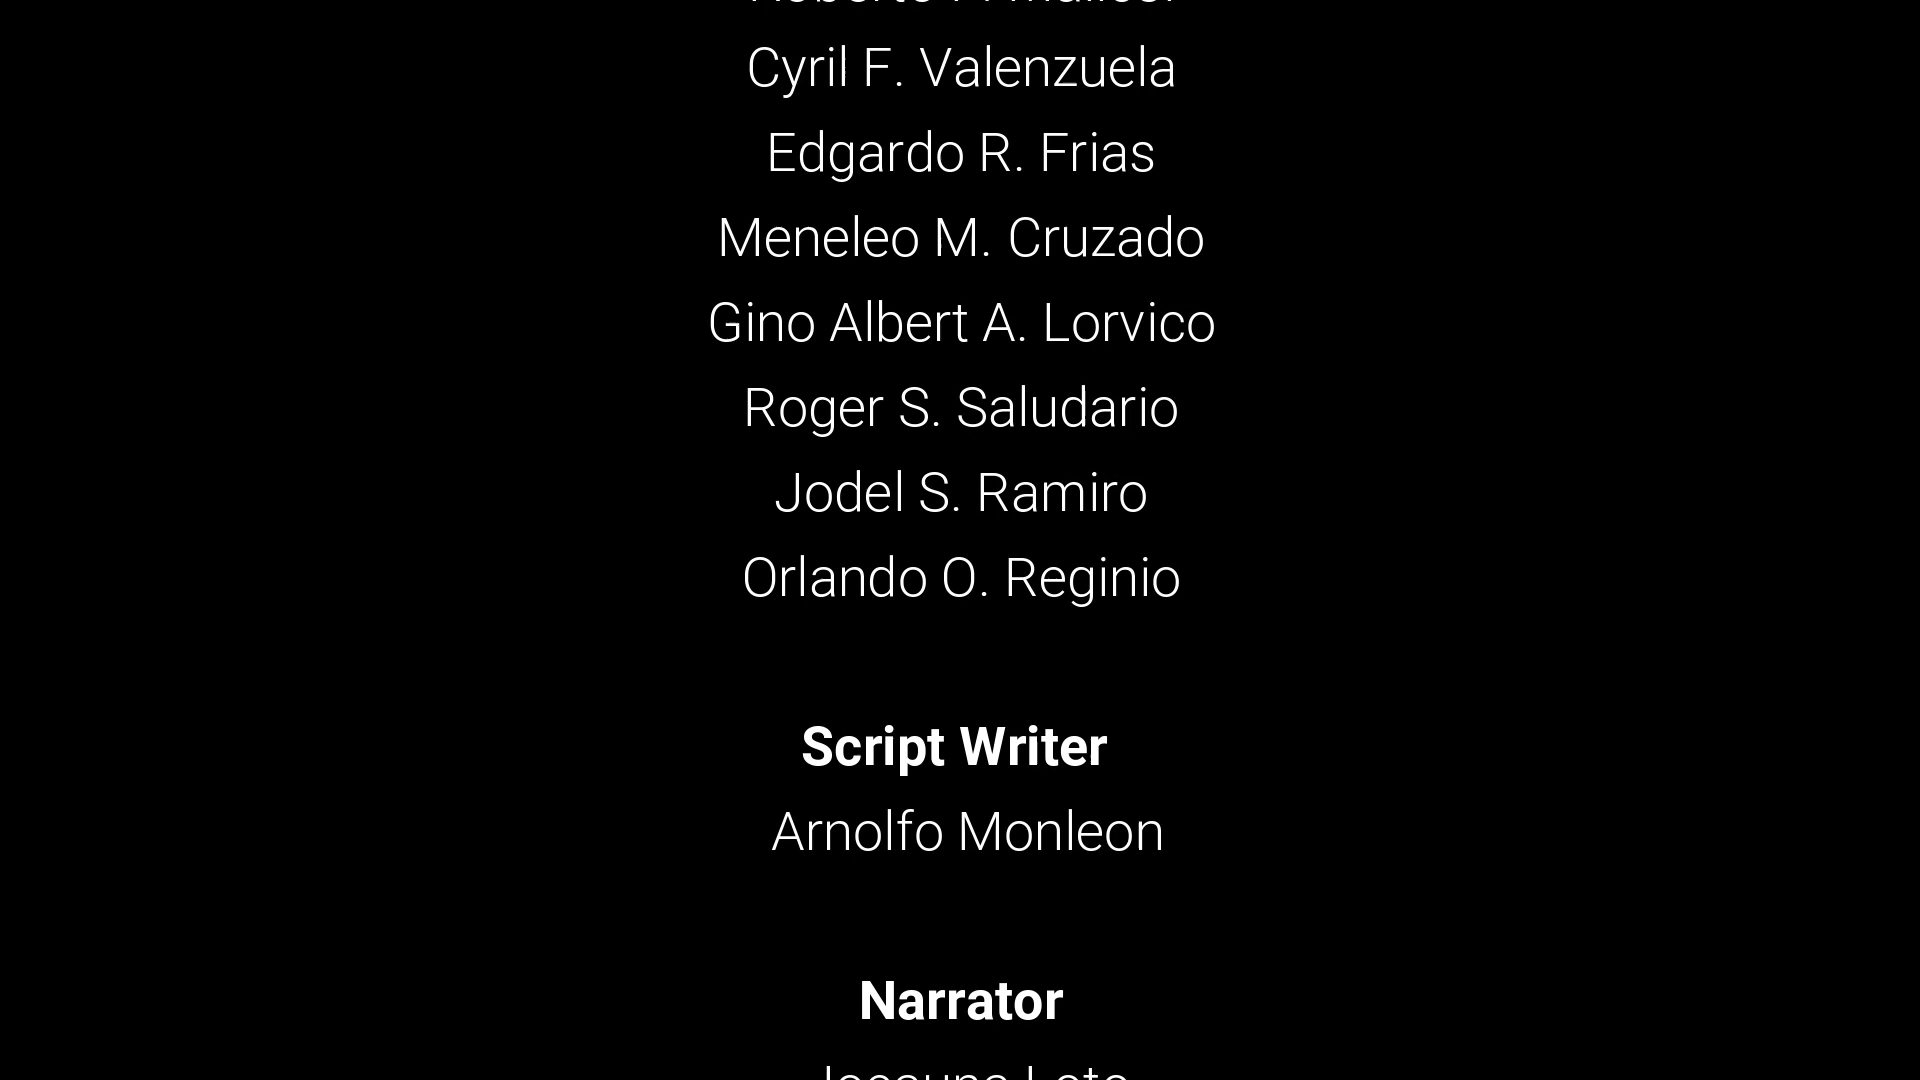 Cyril F. Valenzuela
Edgardo R. Frias
Meneleo M. Cruzado
Gino Albert A. Lorvico
Roger S. Saludario
Jodel S. Ramiro
Orlando O. Reginio
Script Writer
Arnolfo Monleon
Narrator